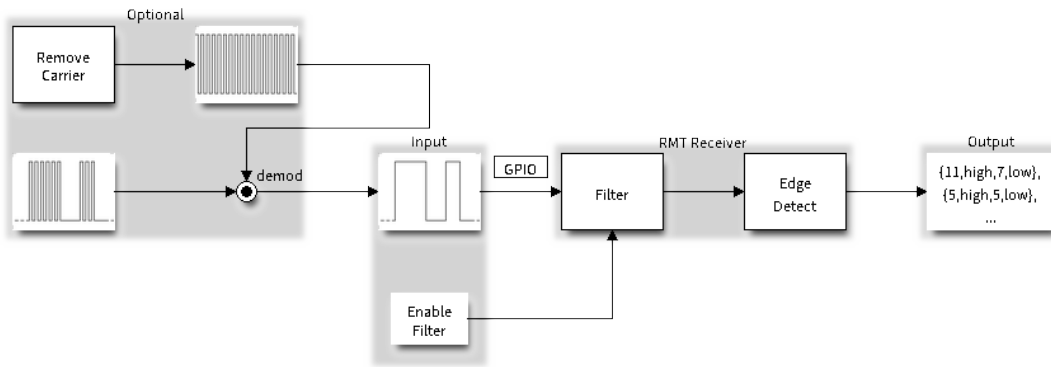 Optional
Remove
Carrier
demod
Input
GPIO
Enable
Filter
RMT Receiver
Filter
Edge
Detect
Output
{11,high,7,low},
{5,high,5,low},
...